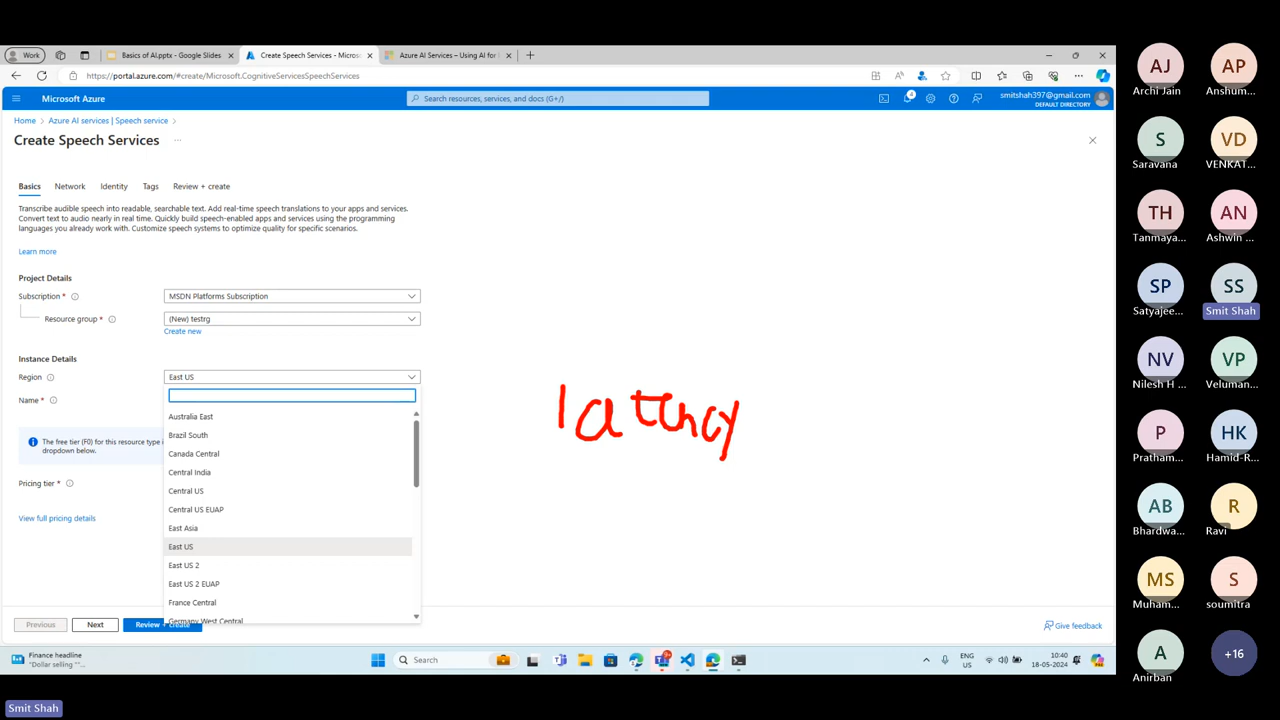 Work
Basics of AI.pptx - Google Slides
Create Speech Services - Micros
Azure AI Services – Using AI for I
https://portal.azure.com/#create/Microsoft.CognitiveServicesSpeechServices
Microsoft Azure
Search resources, services, and docs (G+/)
4
smitshah397@gmail.com
DEFAULT DIRECTORY
Home > Azure AI services | Speech service >
Create Speech Services ...
Basics Network Identity Tags Review + create
Transcribe audible speech into readable, searchable text. Add real-time speech translations to your apps and services.
Convert text to audio nearly in real time. Quickly build speech-enabled apps and services using the programming
languages you already work with. Customize speech systems to optimize quality for specific scenarios.
Learn more
Project Details
Subscription * MSDN Platforms Subscription
Resource group * (New) testrg
Create new
Instance Details
Region East US
Name *
Australia East
Brazil South
The free tier (F0) for this resource type i
dropdown below.
Canada Central
Central India
Pricing tier *
Central US
Central US EUAP
View full pricing details
East Asia
East US
East US 2
East US 2 EUAP
France Central
Germany West Central
latency
Previous
Next
Review + create
Give feedback
Finance headline
"Dollar selling ""...
Search
ENG
US
10:40
18-05-2024
AJ
Archi Jain
AP
Anshum...
S
Saravana
VD
VENKAT...
TH
Tanmaya...
AN
Ashwin ...
SP
Satyajee...
SS
Smit Shah
NV
Nilesh H ...
VP
Veluman...
P
Pratham...
HK
Hamid-R...
AB
Bhardwa...
R
Ravi
MS
Muham...
S
soumitra
A
Anirban
+16
Smit Shah